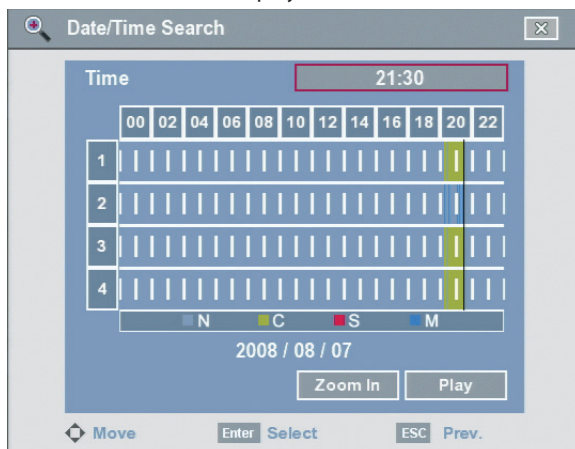 Date/Time Search
Time 21:30
00 02 04 06 08 10 12 14 16 18 20 22
1
2
3
4
N C S M
2008 / 08 / 07
Zoom In Play
Move Enter Select ESC Prev.